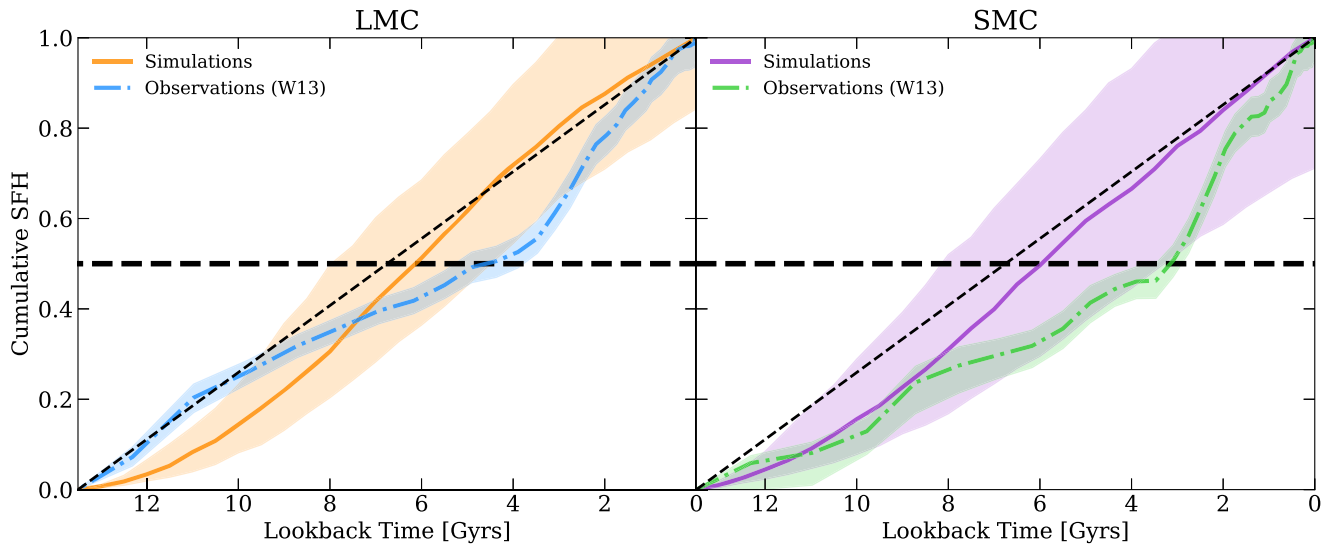 LMC
SMC
Simulations
Observations (W13)
Simulations
Observations (W13)
Cumulative SFH
1.0
0.8
0.6
0.4
0.2
0.0
12 10 8 6 4 2 0 12 10 8 6 4 2 0
Lookback Time [Gyrs]
Lookback Time [Gyrs]